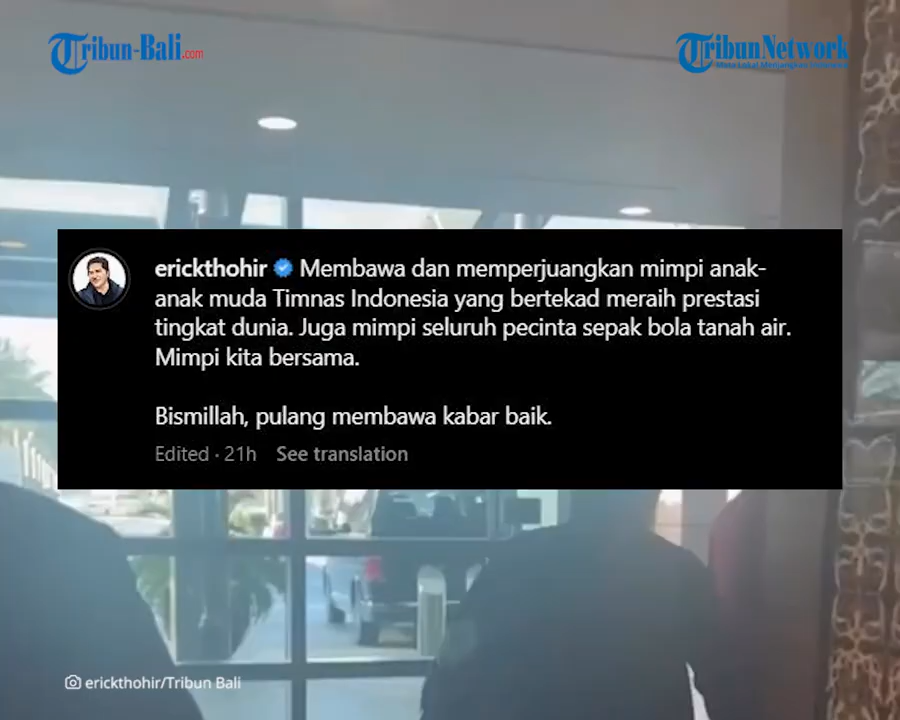 Tribun-Bali.com
TribunNetwork
erickthohir Membawa dan memperjuangkan mimpi anak-
anak muda Timnas Indonesia yang bertekad meraih prestasi
tingkat dunia. Juga mimpi seluruh pecinta sepak bola tanah air.
Mimpi kita bersama.
Bismillah, pulang membawa kabar baik.
Edited · 21h See translation
erickthohir/Tribun Bali